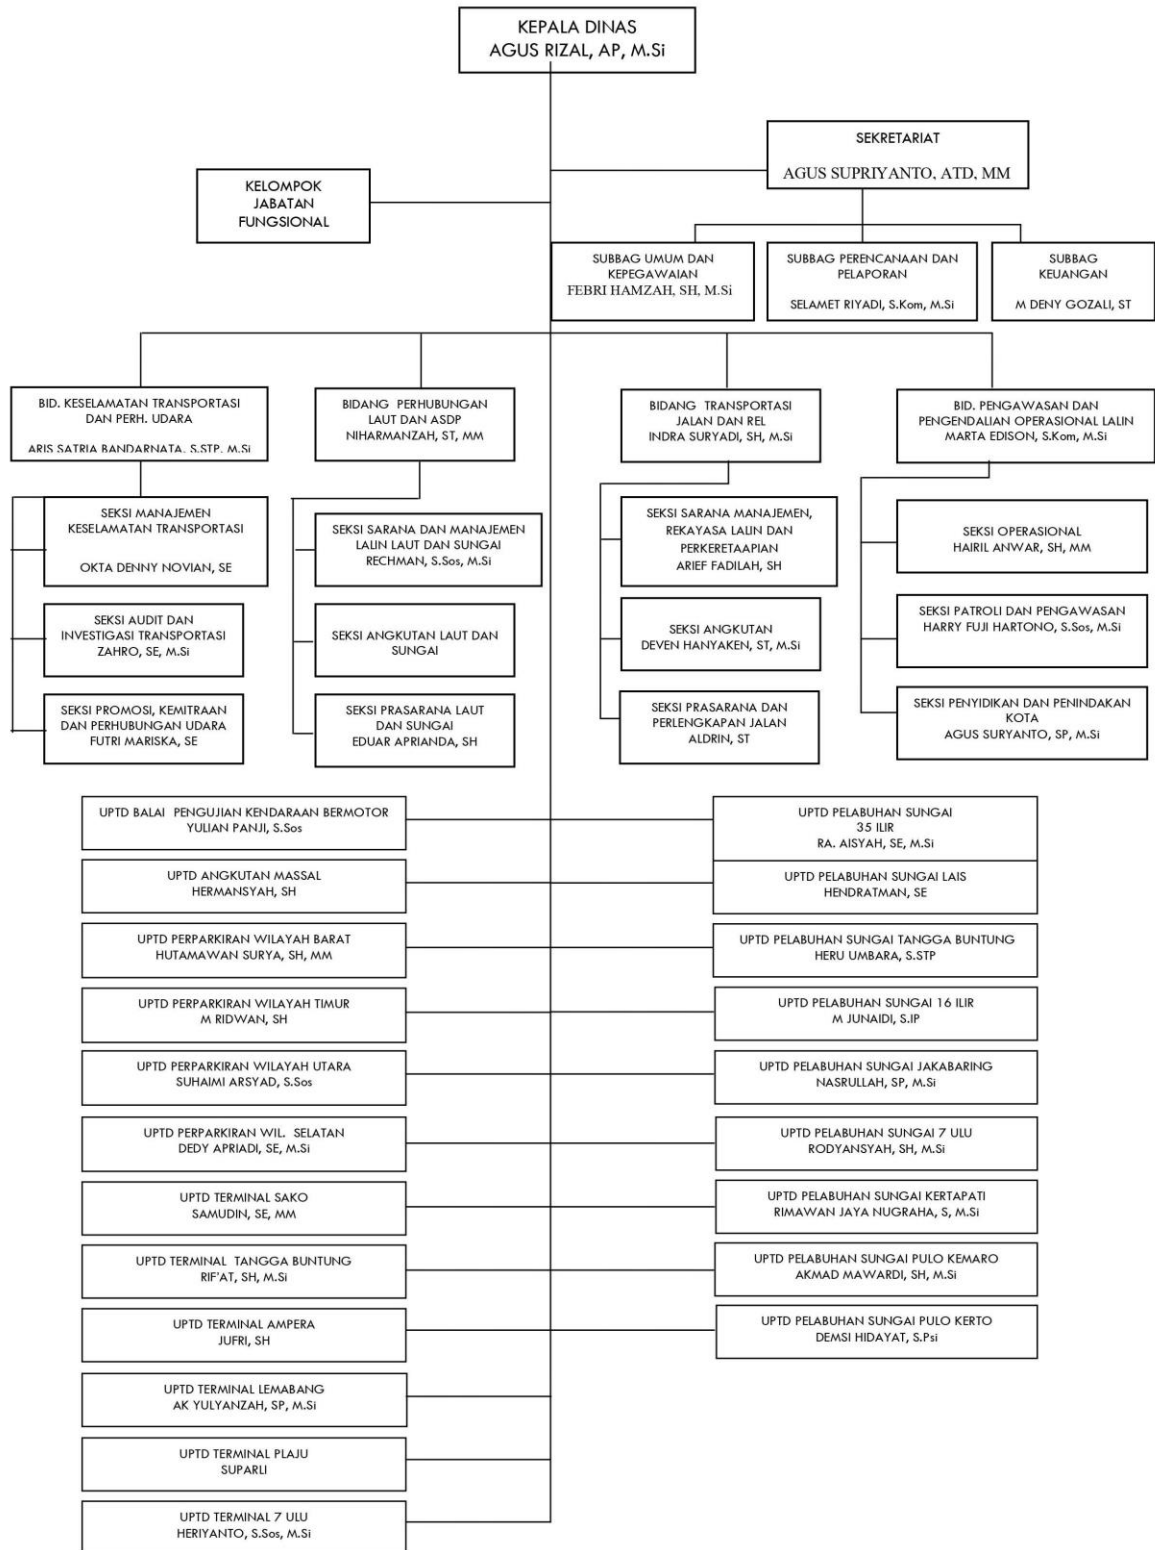 KEPALA DINAS
AGUS RIZAL, AP, M.Si
SEKRETARIAT
AGUS SUPRIYANTO, ATD, MM
KELOMPOK
JABATAN
FUNGSIONAL
SUBBAG UMUM DAN
KEPEGAWAIAN
FEBRI HAMZAH, SH, M.Si
SUBBAG PERENCANAAN DAN
PELAPORAN
SELAMET RIYADI, S.Kom, M.Si
SUBBAG
KEUANGAN
M DENY GOZALI, ST
BID. KESELAMATAN TRANSPORTASI
DAN PERH. UDARA
ARIS SATRIA BANDARNATA, S.STP, M.Si
BIDANG PERHUBUNGAN
LAUT DAN ASDP
NIHARMANZAH, ST, MM
BIDANG TRANSPORTASI
JALAN DAN REL
INDRA SURYADI, SH, M.Si
BID. PENGAWASAN DAN
PENGENDALIAN OPERASIONAL LALIN
MARTA EDISON, S.Kom, M.Si
SEKSI MANAJEMEN
KESELAMATAN TRANSPORTASI
OKTA DENNY NOVIAN, SE
SEKSI AUDIT DAN
INVESTIGASI TRANSPORTASI
ZAHRO, SE, M.Si
SEKSI PROMOSI, KEMITRAAN
DAN PERHUBUNGAN UDARA
FUTRI MARISKA, SE
SEKSI SARANA DAN MANAJEMEN
LALIN LAUT DAN SUNGAI
RECHMAN, S.Sos, M.Si
SEKSI ANGKUTAN LAUT DAN
SUNGAI
SEKSI PRASARANA LAUT
DAN SUNGAI
EDUAR APRIANDA, SH
SEKSI SARANA MANAJEMEN,
REKAYASA LALIN DAN
PERKERETAAPIAN
ARIEF FADILAH, SH
SEKSI ANGKUTAN
DEVEN HANYAKEN, ST, M.Si
SEKSI PRASARANA DAN
PERLENGKAPAN JALAN
ALDRIN, ST
SEKSI OPERASIONAL
HAIRIL ANWAR, SH, MM
SEKSI PATROLI DAN PENGAWASAN
HARRY FUJI HARTONO, S.Sos, M.Si
SEKSI PENYIDIKAN DAN PENINDAKAN
KOTA
AGUS SURYANTO, SP, M.Si
UPTD BALAI PENGUJIAN KENDARAAN BERMOTOR
YULIAN PANJI, S.Sos
UPTD ANGKUTAN MASSAL
HERMANSYAH, SH
UPTD PERPARKIRAN WILAYAH BARAT
HUTAMAWAN SURYA, SH, MM
UPTD PERPARKIRAN WILAYAH TIMUR
M RIDWAN, SH
UPTD PERPARKIRAN WILAYAH UTARA
SUHAIMI ARSYAD, S.Sos
UPTD PERPARKIRAN WIL. SELATAN
DEDY APRIADI, SE, M.Si
UPTD TERMINAL SAKO
SAMUDIN, SE, MM
UPTD TERMINAL TANGGA BUNTUNG
RIF'AT, SH, M.Si
UPTD TERMINAL AMPERA
JUFRI, SH
UPTD TERMINAL LEMABANG
AK YULYANZAH, SP, M.Si
UPTD TERMINAL PLAJU
SUPARLI
UPTD TERMINAL 7 ULU
HERIYANTO, S.Sos, M.Si
UPTD PELABUHAN SUNGAI
35 ILIR
RA. AISYAH, SE, M.Si
UPTD PELABUHAN SUNGAI LAIS
HENDRATMAN, SE
UPTD PELABUHAN SUNGAI TANGGA BUNTUNG
HERU UMBARA, S.STP
UPTD PELABUHAN SUNGAI 16 ILIR
M JUNAIDI, S.IP
UPTD PELABUHAN SUNGAI JAKABARING
NASRULLAH, SP, M.Si
UPTD PELABUHAN SUNGAI 7 ULU
RODYANSYAH, SH, M.Si
UPTD PELABUHAN SUNGAI KERTAPATI
RIMAWAN JAYA NUGRAHA, S, M.Si
UPTD PELABUHAN SUNGAI PULO KEMARO
AKMAD MAWARDI, SH, M.Si
UPTD PELABUHAN SUNGAI PULO KERTO
DEMSI HIDAYAT, S.Psi